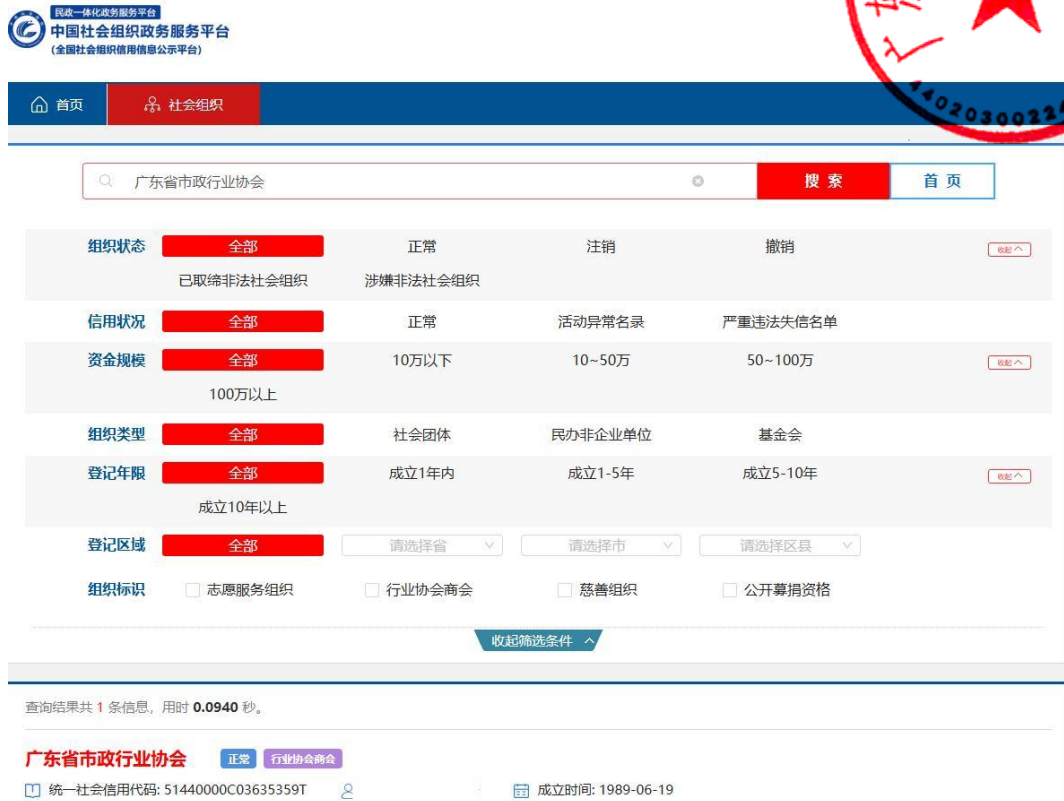 民政一体化政务服务平台
中国社会组织政务服务平台
(全国社会组织信用信息公示平台)
首页 社会组织
广东省市政行业协会 搜索 首页
组织状态 全部 正常 注销 撤销 收起
已取缔非法社会组织 涉嫌非法社会组织
信用状况 全部 正常 活动异常名录 严重违法失信名单
资金规模 全部 10万以下 10~50万 50~100万 收起
100万以上
组织类型 全部 社会团体 民办非企业单位 基金会
登记年限 全部 成立1年内 成立1-5年 成立5-10年 收起
成立10年以上
登记区域 全部 请选择省 请选择市 请选择区县
组织标识 志愿服务组织 行业协会商会 慈善组织 公开募捐资格
收起筛选条件
查询结果共 1 条信息，用时 0.0940 秒。
广东省市政行业协会 正常 行业协会商会
统一社会信用代码: 51440000C03635359T 成立时间: 1989-06-19